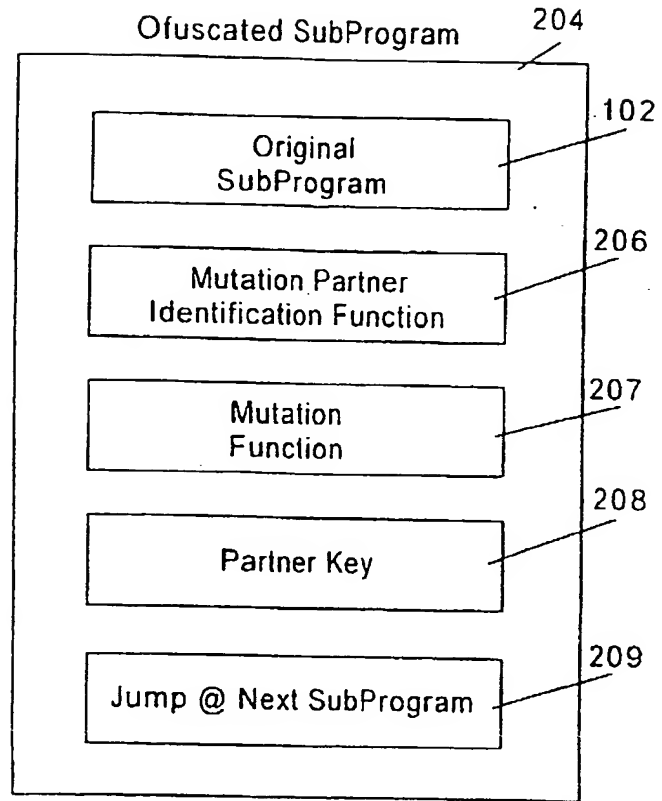 Ofuscated SubProgram
204
102
Original
SubProgram
206
Mutation Partner
Identification Function
207
Mutation
Function
208
Partner Key
209
Jump @ Next SubProgram